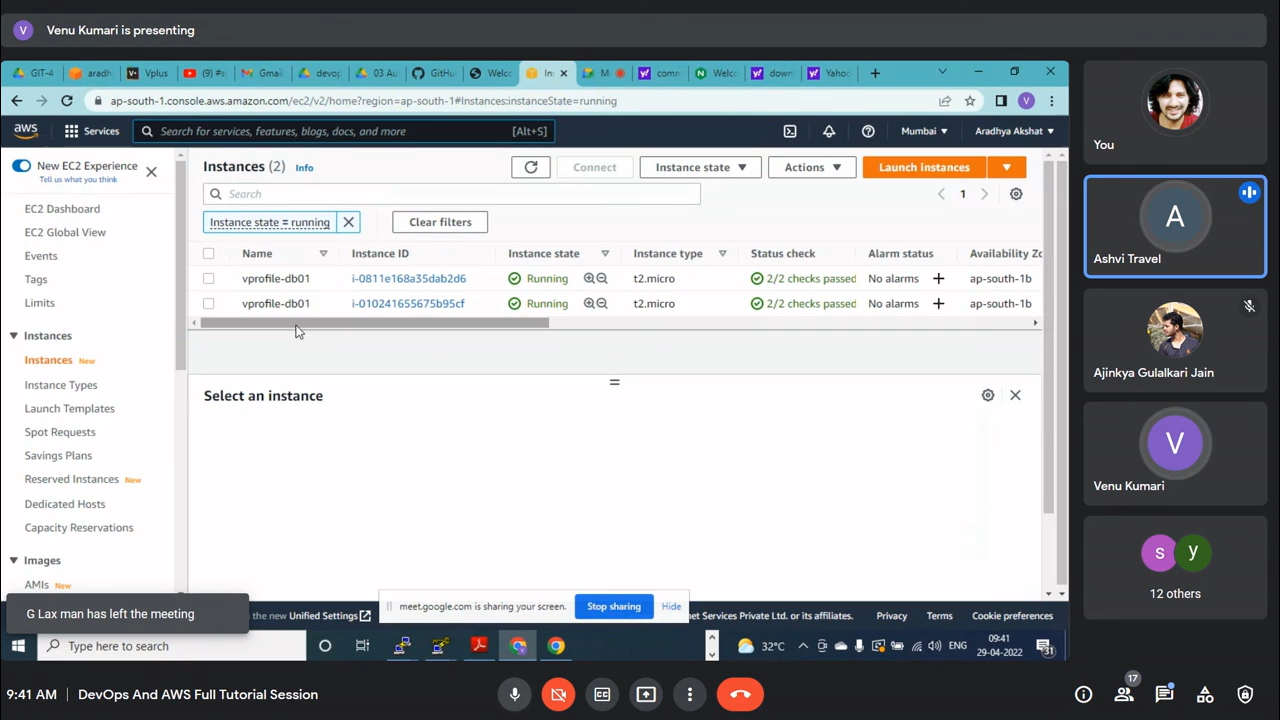 V
Venu Kumari is presenting
GIT-4
aradh
Vplus
(9) #s
Gmai
devop
03 Au
GitHu
Welco
Ins
M
comm
Welco
down
Yahoo
ap-south-1.console.aws.amazon.com/ec2/v2/home?region=ap-south-1#Instances:instanceState=running
V
aws
Services
Search for services, features, blogs, docs, and more
[Alt+S]
Mumbai
Aradhya Akshat
New EC2 Experience
Tell us what you think
EC2 Dashboard
EC2 Global View
Events
Tags
Limits
Instances
Instances New
Instance Types
Launch Templates
Spot Requests
Savings Plans
Reserved Instances New
Dedicated Hosts
Capacity Reservations
Images
AMIs New
Instances (2) Info
Connect
Instance state
Actions
Launch instances
Search
1
Instance state = running
Clear filters
Name Instance ID Instance state Instance type Status check Alarm status Availability Zo
vprofile-db01 i-0811e168a35dab2d6 Running t2.micro 2/2 checks passed No alarms ap-south-1b
vprofile-db01 i-010241655675b95cf Running t2.micro 2/2 checks passed No alarms ap-south-1b
Select an instance
G Lax man has left the meeting
the new Unified Settings
meet.google.com is sharing your screen.
Stop sharing
Hide
net Services Private Ltd. or its affiliates.
Privacy
Terms
Cookie preferences
Type here to search
32°C
ENG
09:41
29-04-2022
31
You
A
Ashvi Travel
Ajinkya Gulalkari Jain
V
Venu Kumari
s
y
12 others
9:41 AM | DevOps And AWS Full Tutorial Session
17